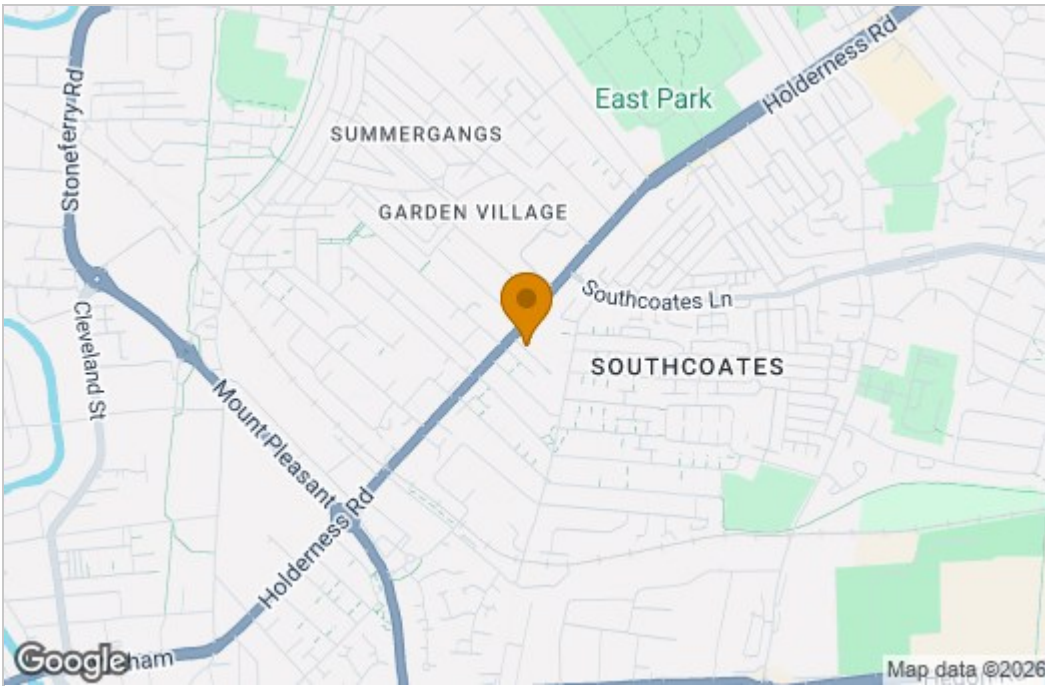 Stoneferry Rd
Holderness Rd
East Park
SUMMERGANGS
GARDEN VILLAGE
Southcoates Ln
Cleveland St
SOUTHCOATES
Mount Pleasant
Holderness Rd
Google
Map data ©2026